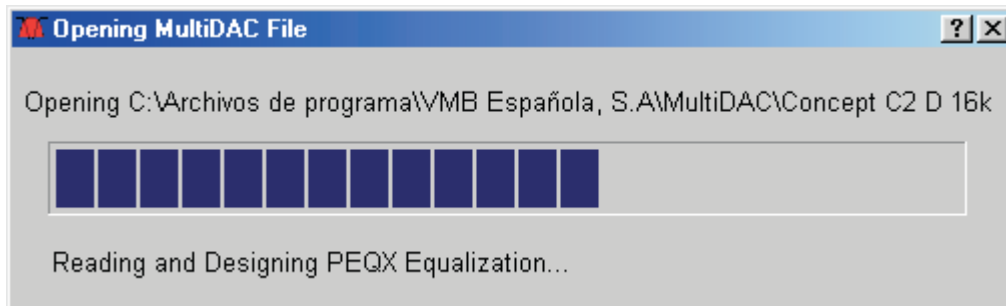 Opening MultiDAC File
Opening C:\Archivos de programa\VMB Española, S.A\MultiDAC\Concept C2 D 16k
Reading and Designing PEQX Equalization...